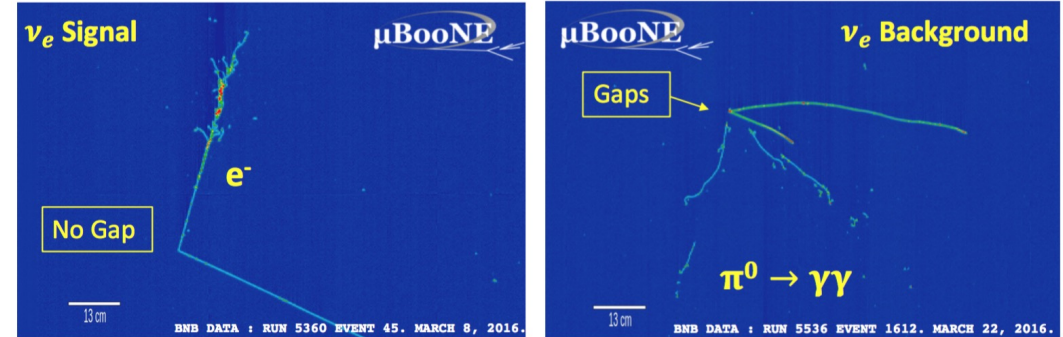 νₑ Signal
μBooNE
No Gap
e⁻
13 cm
BNB DATA : RUN 5360 EVENT 45. MARCH 8, 2016.
μBooNE
νₑ Background
Gaps
π⁰ → γγ
13 cm
BNB DATA : RUN 5536 EVENT 1612. MARCH 22, 2016.